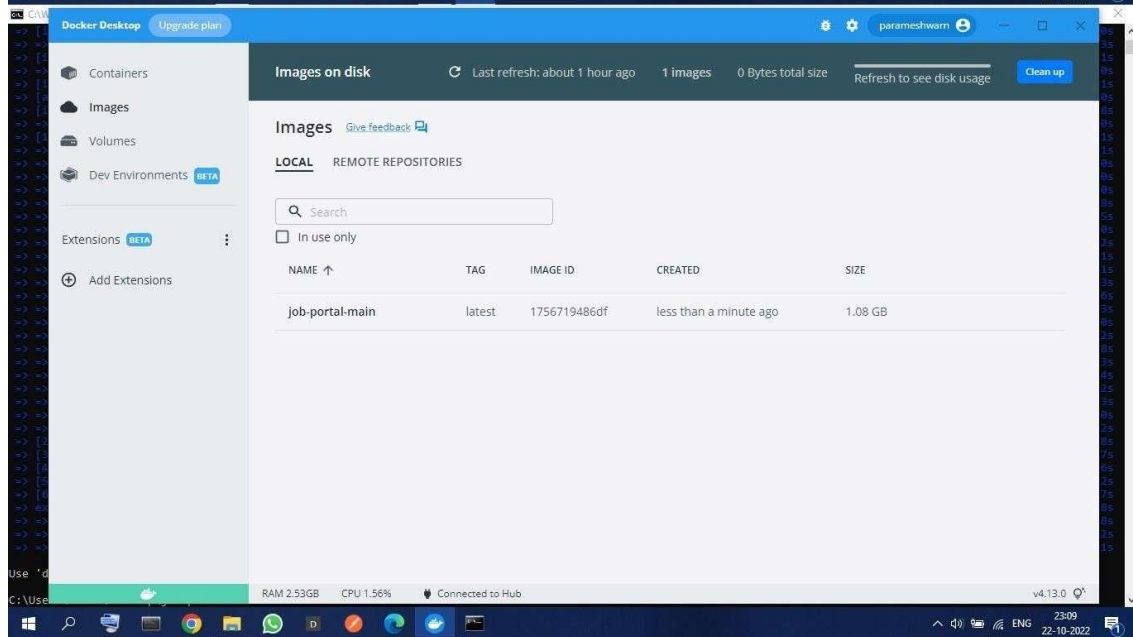 Docker Desktop Upgrade plan parameshwarn
Containers
Images
Volumes
Dev Environments BETA
Extensions BETA
Add Extensions
Images on disk Last refresh: about 1 hour ago 1 images 0 Bytes total size Refresh to see disk usage Clean up
Images Give feedback
LOCAL REMOTE REPOSITORIES
Search
In use only
NAME TAG IMAGE ID CREATED SIZE
job-portal-main latest 1756719486df less than a minute ago 1.08 GB
RAM 2.53GB CPU 1.56% Connected to Hub v4.13.0
Use 'd
C:\Use
ENG 23:09
22-10-2022